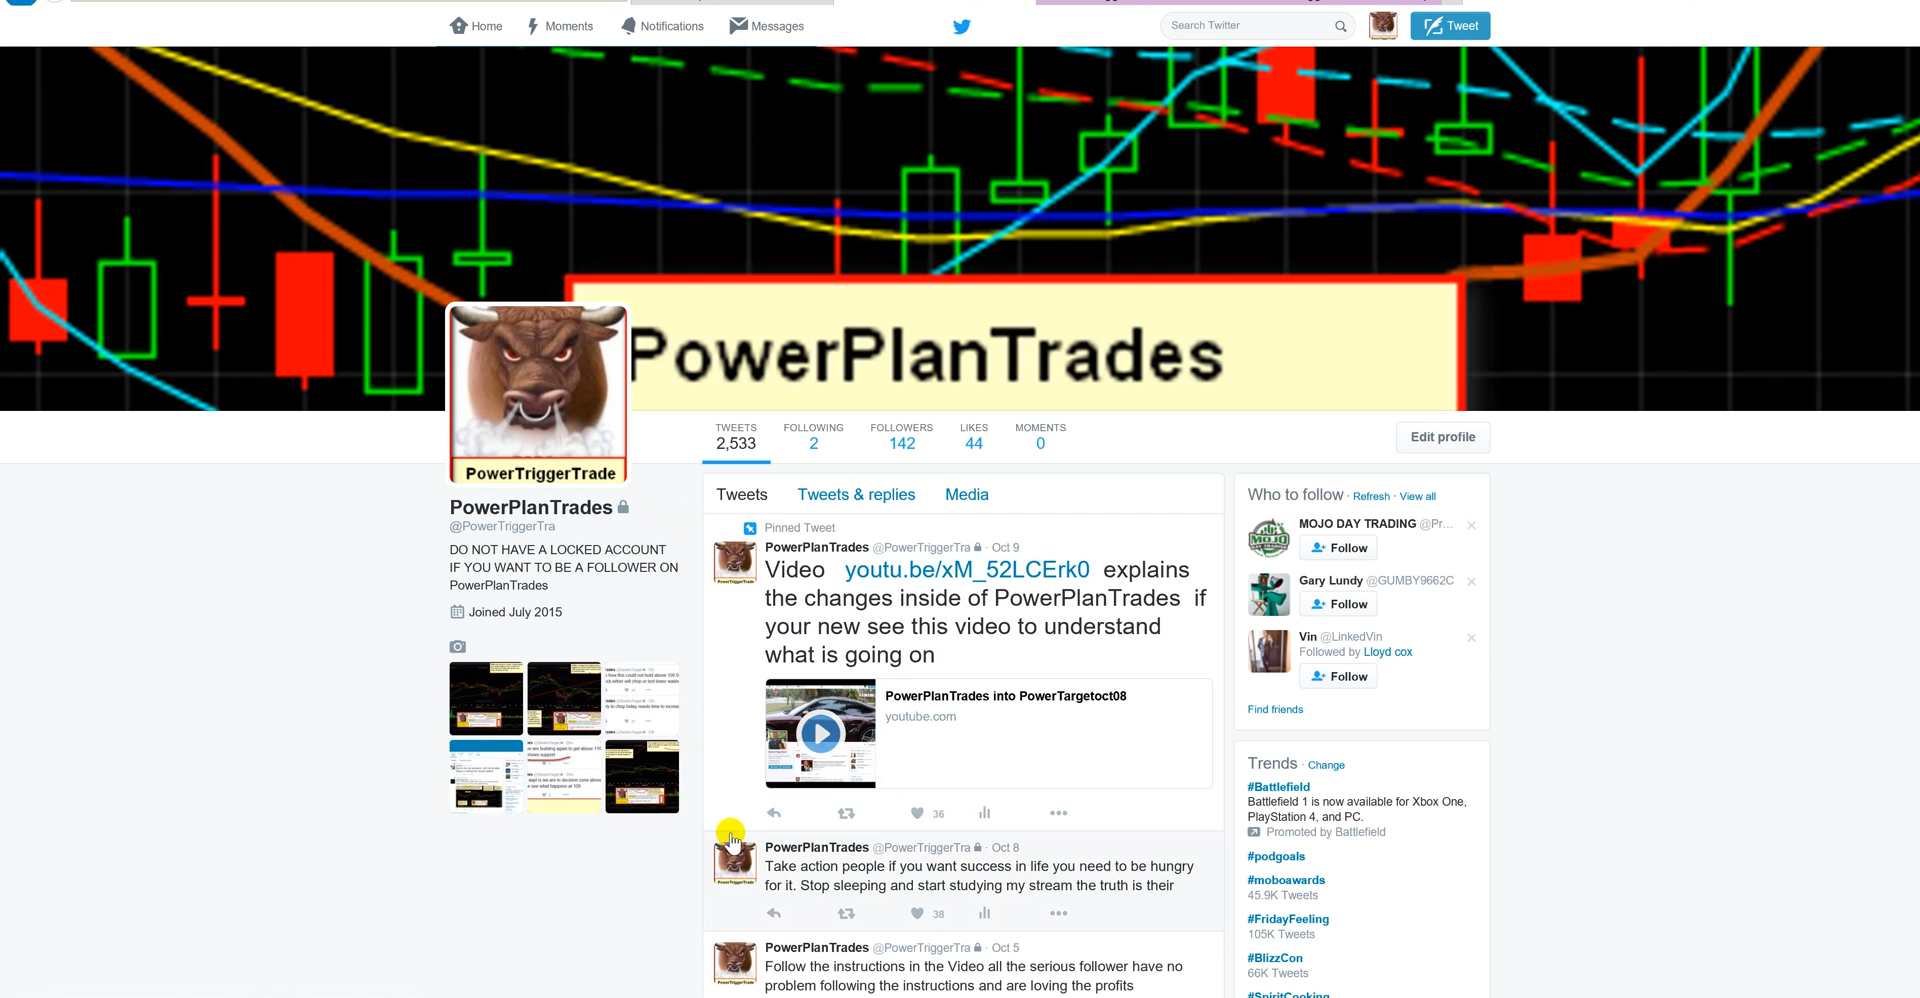 Home Moments Notifications Messages Search Twitter Tweet
PowerPlanTrades
PowerTriggerTrade
TWEETS FOLLOWING FOLLOWERS LIKES MOMENTS
2,533 2 142 44 0
Edit profile
PowerPlanTrades
@PowerTriggerTra
DO NOT HAVE A LOCKED ACCOUNT
IF YOU WANT TO BE A FOLLOWER ON
PowerPlanTrades
Joined July 2015
Tweets Tweets & replies Media
Pinned Tweet
PowerPlanTrades @PowerTriggerTra · Oct 9
Video youtu.be/xM_52LCErk0 explains
the changes inside of PowerPlanTrades if
your new see this video to understand
what is going on
PowerPlanTrades into PowerTargetoct08
youtube.com
36
PowerPlanTrades @PowerTriggerTra · Oct 8
Take action people if you want success in life you need to be hungry
for it. Stop sleeping and start studying my stream the truth is their
38
PowerTriggerTrade
PowerPlanTrades @PowerTriggerTra · Oct 5
Follow the instructions in the Video all the serious follower have no
problem following the instructions and are loving the profits
PowerTriggerTrade
Who to follow · Refresh · View all
MOJO DAY TRADING @Pr...
Follow
Gary Lundy @GUMBY9662C
Follow
Vin @LinkedVin
Followed by Lloyd cox
Follow
Find friends
Trends · Change
#Battlefield
Battlefield 1 is now available for Xbox One,
PlayStation 4, and PC.
Promoted by Battlefield
#podgoals
#moboawards
45.9K Tweets
#FridayFeeling
105K Tweets
#BlizzCon
66K Tweets
#SpiritCooking